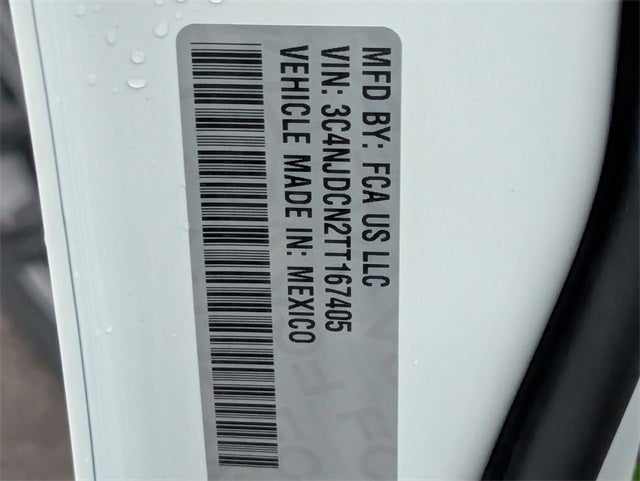 MFD BY: FCA US LLC
VIN: 3C4NJDCN2TT167405
VEHICLE MADE IN: MEXICO